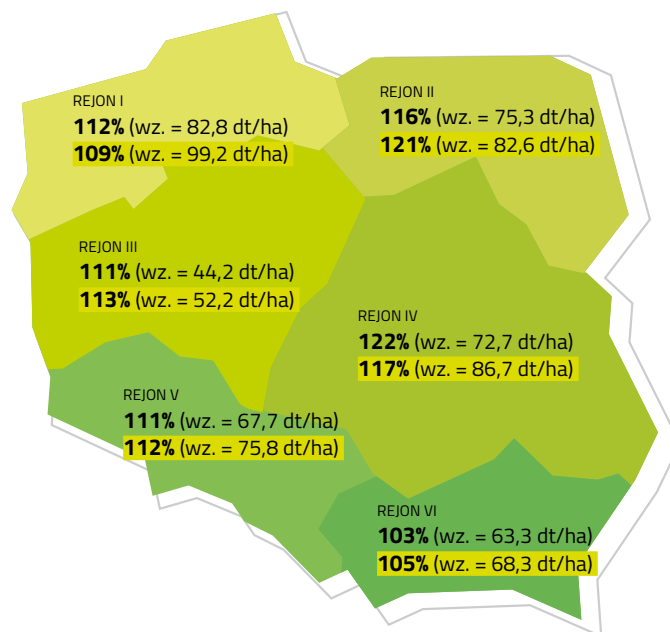 REJON I
112% (wz. = 82,8 dt/ha)
109% (wz. = 99,2 dt/ha)
REJON II
116% (wz. = 75,3 dt/ha)
121% (wz. = 82,6 dt/ha)
REJON III
111% (wz. = 44,2 dt/ha)
113% (wz. = 52,2 dt/ha)
REJON IV
122% (wz. = 72,7 dt/ha)
117% (wz. = 86,7 dt/ha)
REJON V
111% (wz. = 67,7 dt/ha)
112% (wz. = 75,8 dt/ha)
REJON VI
103% (wz. = 63,3 dt/ha)
105% (wz. = 68,3 dt/ha)